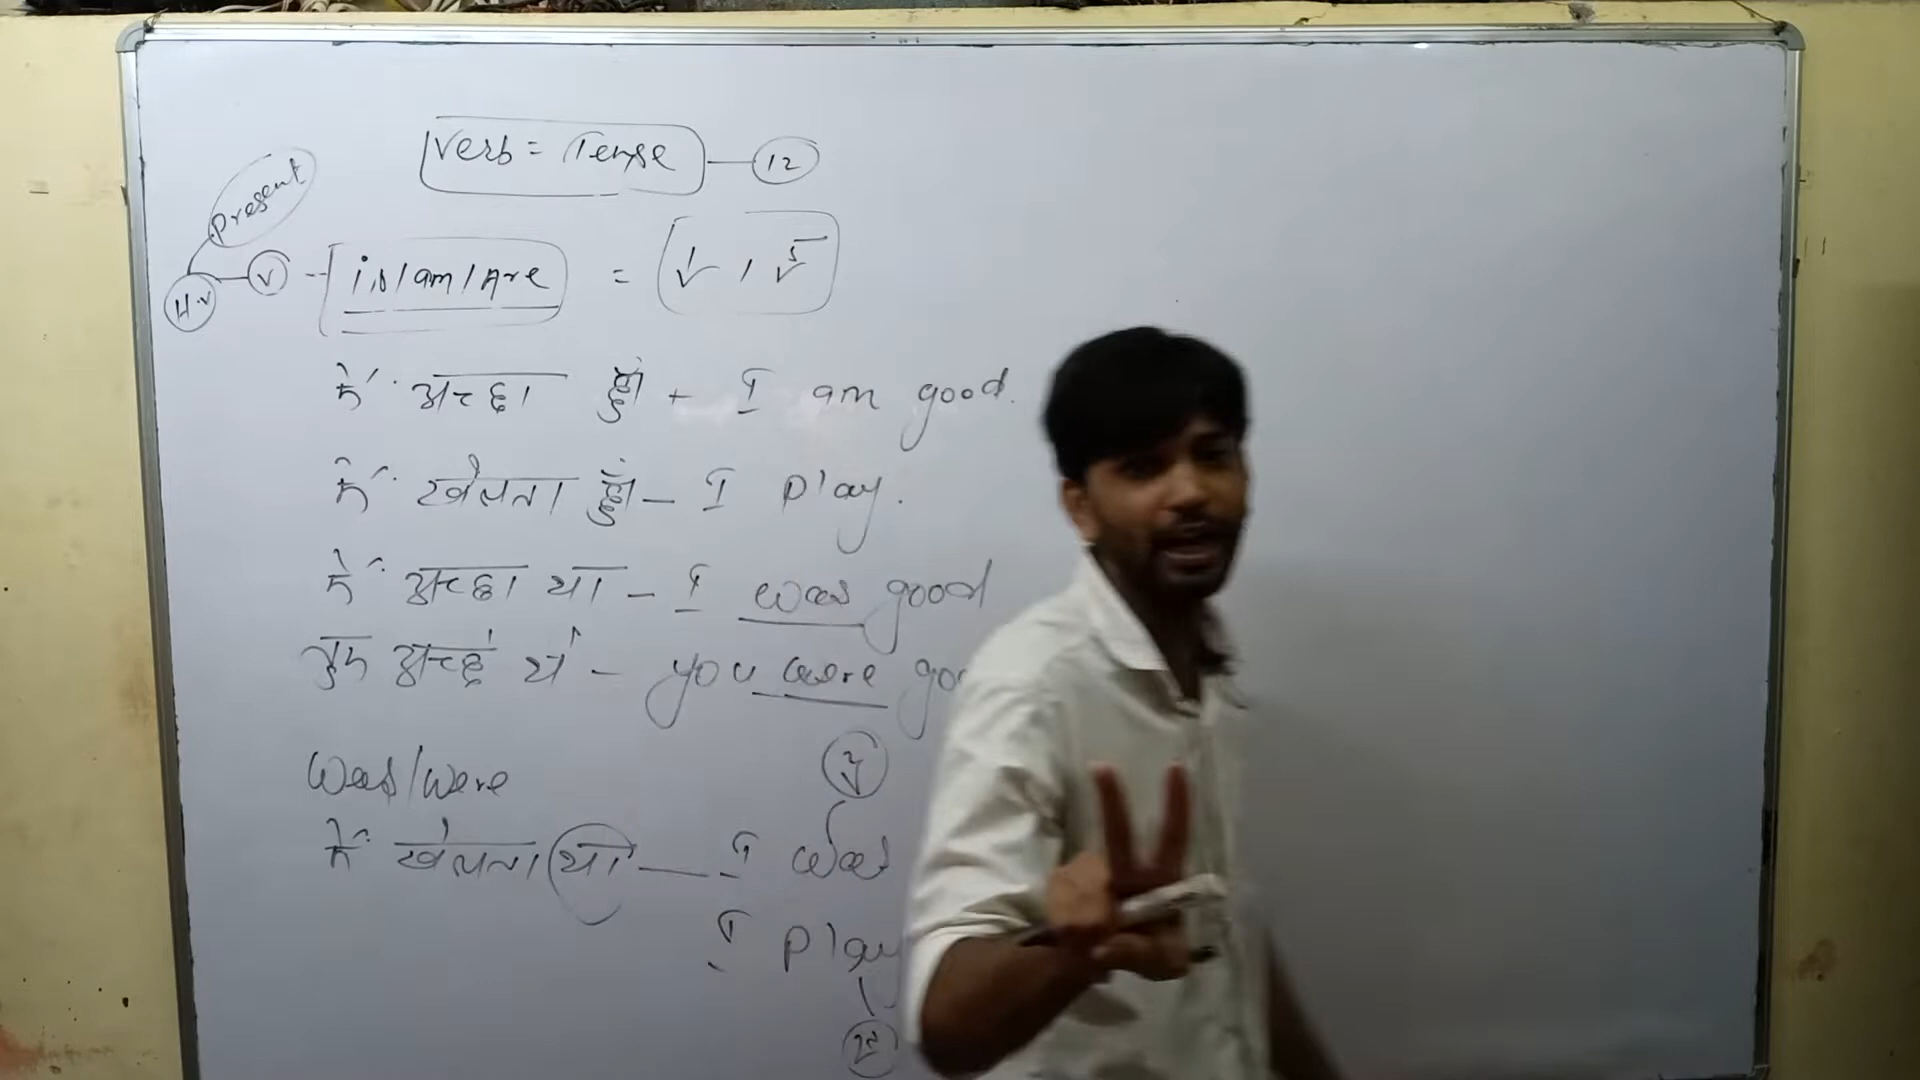 Verb = Tense — 12
Present
H.V — V - is/am/Are = V1, V5
में अच्छा हूँ + I am good.
में खेलता हूँ - I play.
में अच्छा था - I was good
तुम अच्छे थे - you were
was/were
में खेलता था — I was
I play